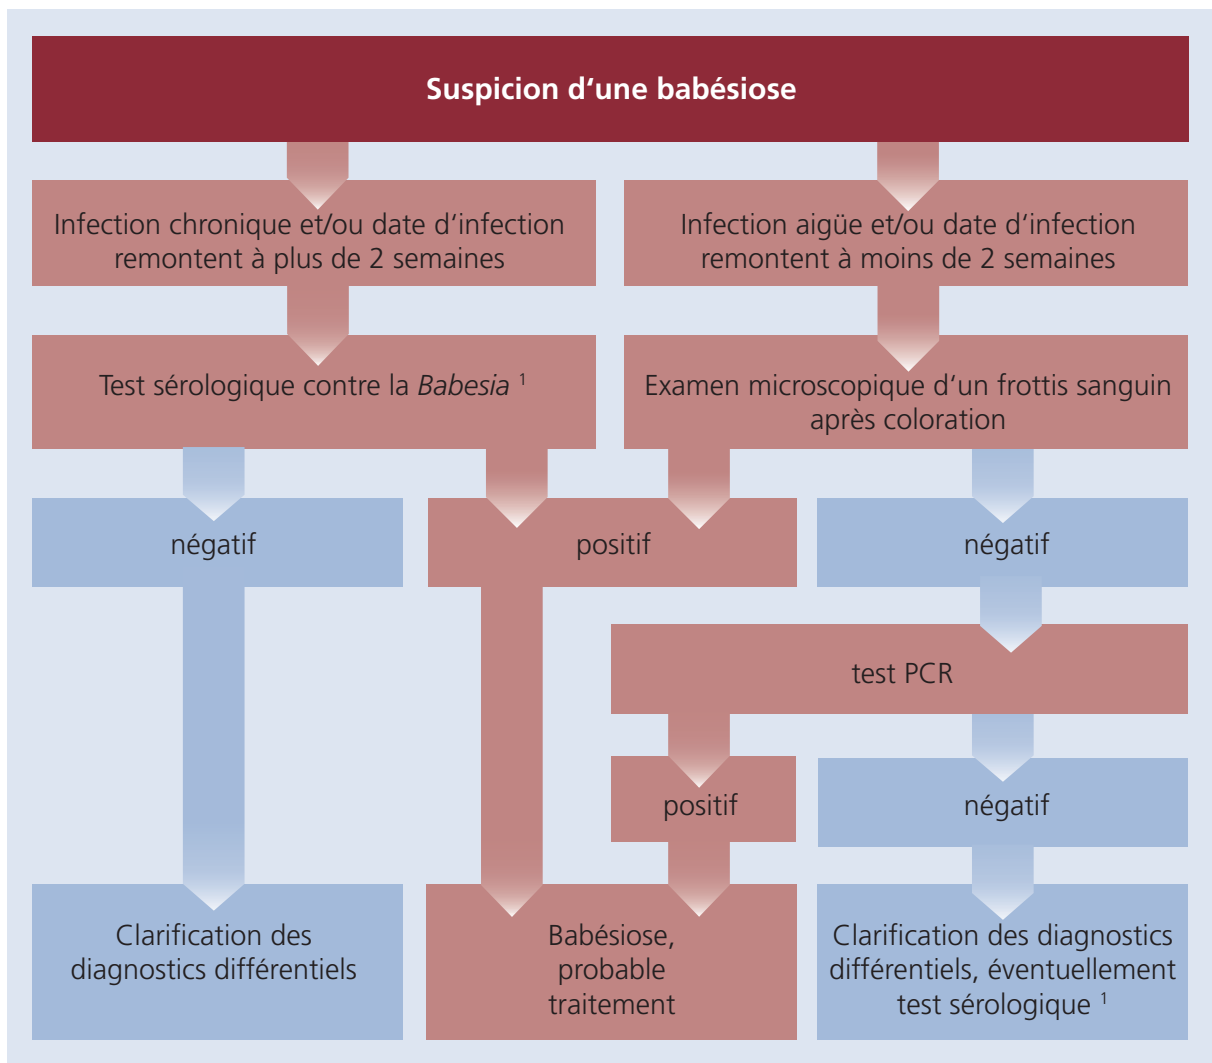 Suspicion d‘une babésiose
Infection chronique et/ou date d‘infection
remontent à plus de 2 semaines
Infection aigüe et/ou date d‘infection
remontent à moins de 2 semaines
Test sérologique contre la Babesia ¹
Examen microscopique d‘un frottis sanguin
après coloration
négatif
positif
négatif
test PCR
positif
négatif
Clarification des
diagnostics différentiels
Babésiose,
probable
traitement
Clarification des diagnostics
différentiels, éventuellement
test sérologique ¹